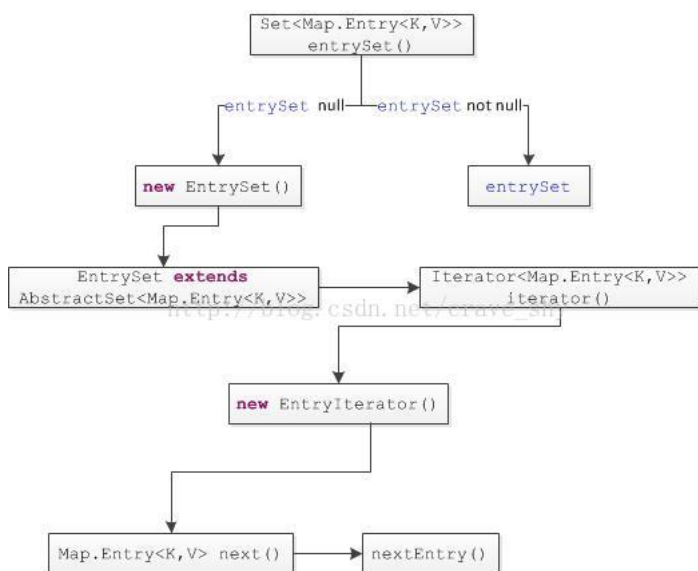 Set<Map.Entry<K,V>>
entrySet()
entrySet null
entrySet not null
new EntrySet()
entrySet
EntrySet extends
AbstractSet<Map.Entry<K,V>>
Iterator<Map.Entry<K,V>>
iterator()
http://blog.csdn.net/crave_shy
new EntryIterator()
Map.Entry<K,V> next()
nextEntry()